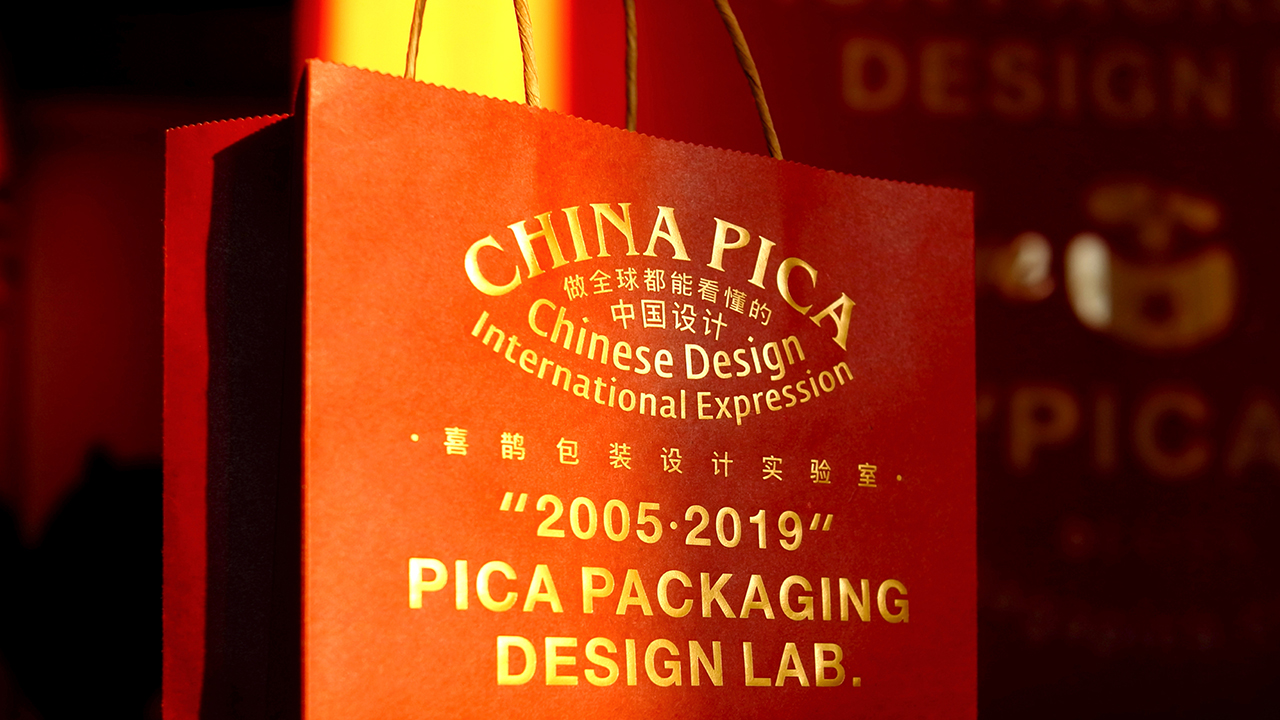 CHINA PICA
做全球都能看懂的
中国设计
Chinese Design
International Expression
·喜鹊包装设计实验室·
"2005·2019"
PICA PACKAGING
DESIGN LAB.
DESIGN
PICA